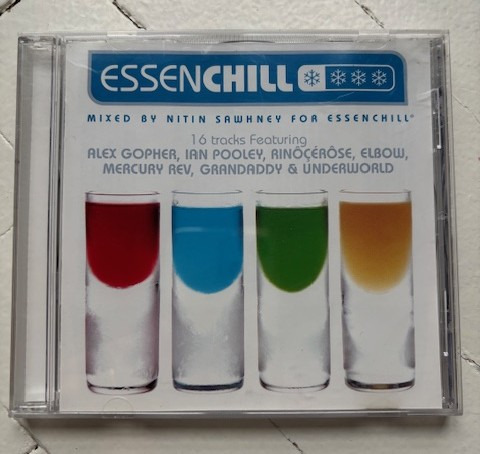 ESSENCHILL
MIXED BY NITIN SAWHNEY FOR ESSENCHILL
16 tracks Featuring
ALEX GOPHER, IAN POOLEY, RINÔÇÉRÔSE, ELBOW,
MERCURY REV, GRANDADDY & UNDERWORLD